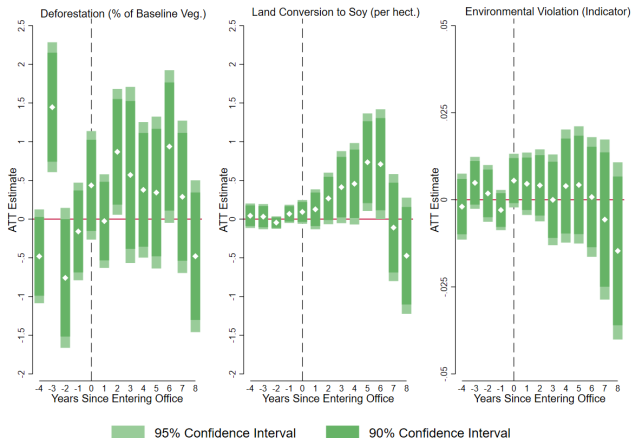 Deforestation (% of Baseline Veg.)
ATT Estimate
2.5
2
1.5
1
.5
0
-.5
-1
-1.5
-2
-4 -3 -2 -1 0 1 2 3 4 5 6 7 8
Years Since Entering Office
Land Conversion to Soy (per hect.)
ATT Estimate
2.5
2
1.5
1
.5
0
-.5
-1
-1.5
-2
-4 -3 -2 -1 0 1 2 3 4 5 6 7 8
Years Since Entering Office
Environmental Violation (Indicator)
ATT Estimate
.05
.025
0
-.025
-.05
-4 -3 -2 -1 0 1 2 3 4 5 6 7 8
Years Since Entering Office
95% Confidence Interval
90% Confidence Interval